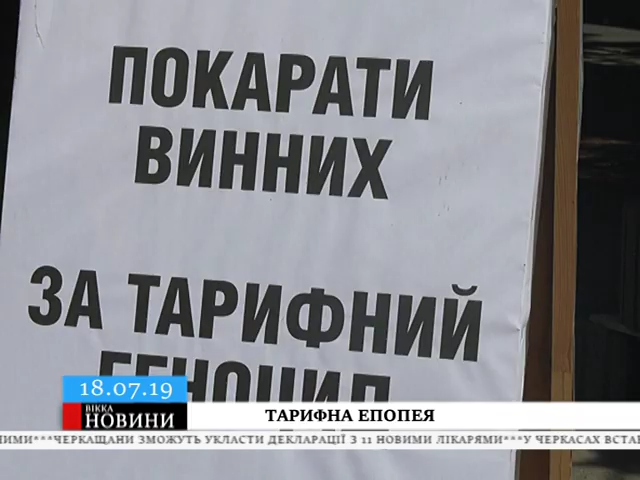 ПОКАРАТИ
ВИННИХ
ЗА ТАРИФНИЙ
ГЕНОЦИД
18.07.19
ВІККА
НОВИНИ
ТАРИФНА ЕПОПЕЯ
ЧЕРКАЩАНИ ЗМОЖУТЬ УКЛАСТИ ДЕКЛАРАЦІЇ З 11 НОВИМИ ЛІКАРЯМИ***У ЧЕРКАСАХ